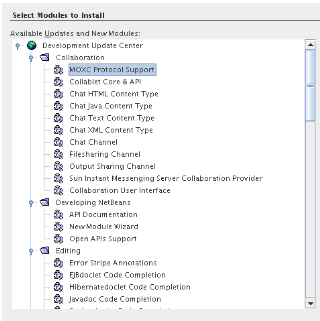 Select Modules to Install
Available Updates and New Modules:
Development Update Center
Collaboration
MOXC Protocol Support
Collablet Core & API
Chat HTML Content Type
Chat Java Content Type
Chat Text Content Type
Chat XML Content Type
Chat Channel
Filesharing Channel
Output Sharing Channel
Sun Instant Messenging Server Collaboration Provider
Collaboration User Interface
Developing NetBeans
API Documentation
New Module Wizard
Open APIs Support
Editing
Error Stripe Annotations
EJBdoclet Code Completion
Hibernatedoclet Code Completion
Javadoc Code Completion